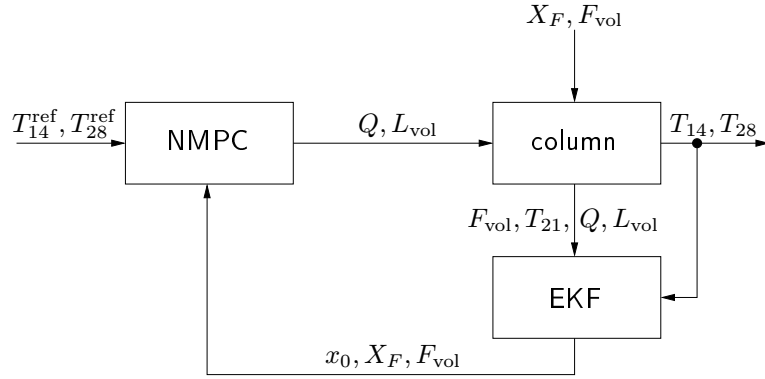 X_F, F_vol
T_14^ref, T_28^ref
NMPC
Q, L_vol
column
T_14, T_28
F_vol, T_21, Q, L_vol
EKF
x_0, X_F, F_vol